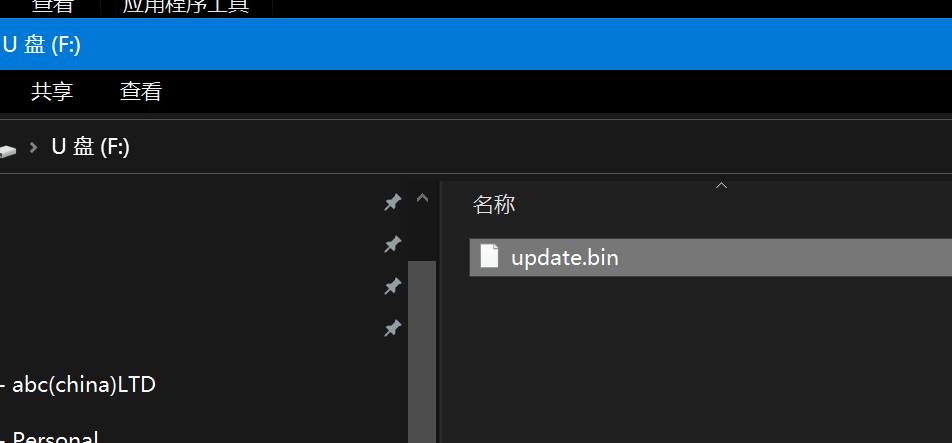 查看 应用程序工具
U 盘 (F:)
共享 查看
U 盘 (F:)
名称
update.bin
- abc(china)LTD
- Personal